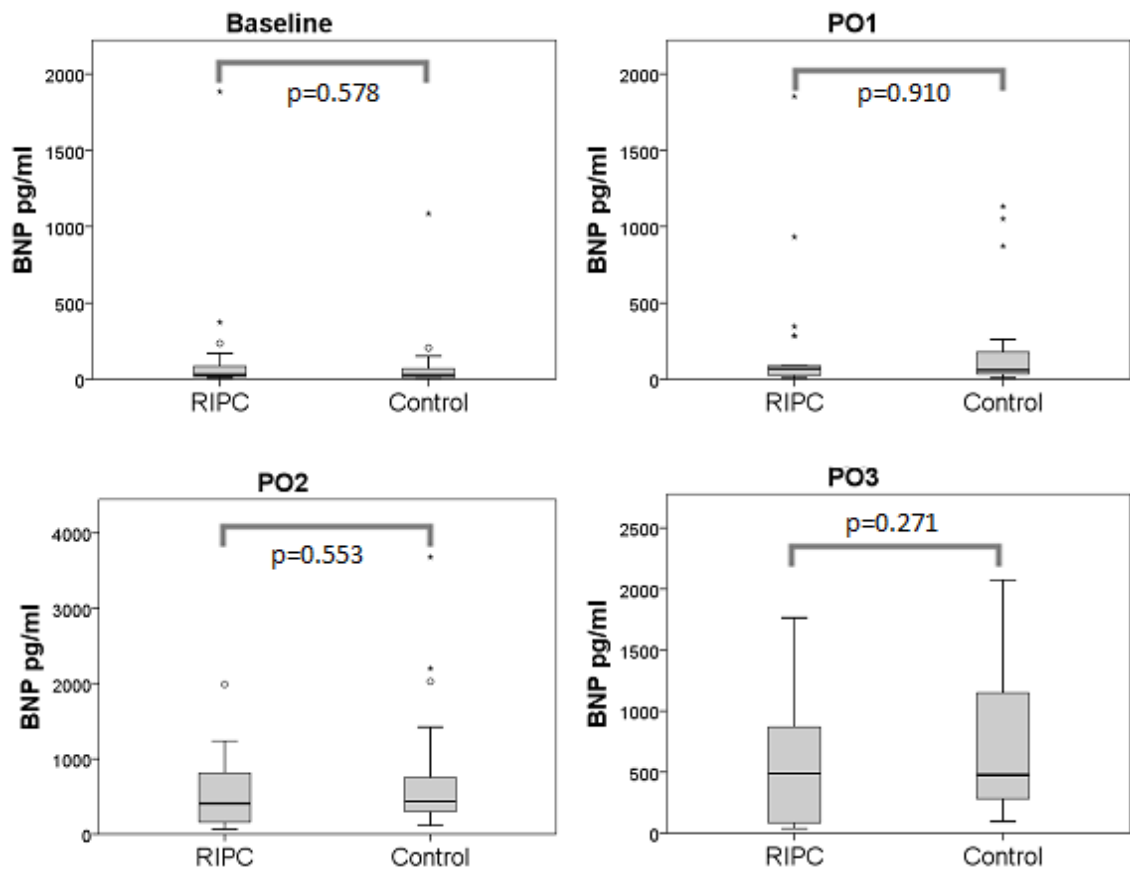 Baseline
BNP pg/ml
2000
1500
1000
500
0
p=0.578
RIPC Control
PO1
BNP pg/ml
2000
1500
1000
500
0
p=0.910
RIPC Control
PO2
BNP pg/ml
4000
3000
2000
1000
0
p=0.553
RIPC Control
PO3
BNP pg/ml
2500
2000
1500
1000
500
0
p=0.271
RIPC Control